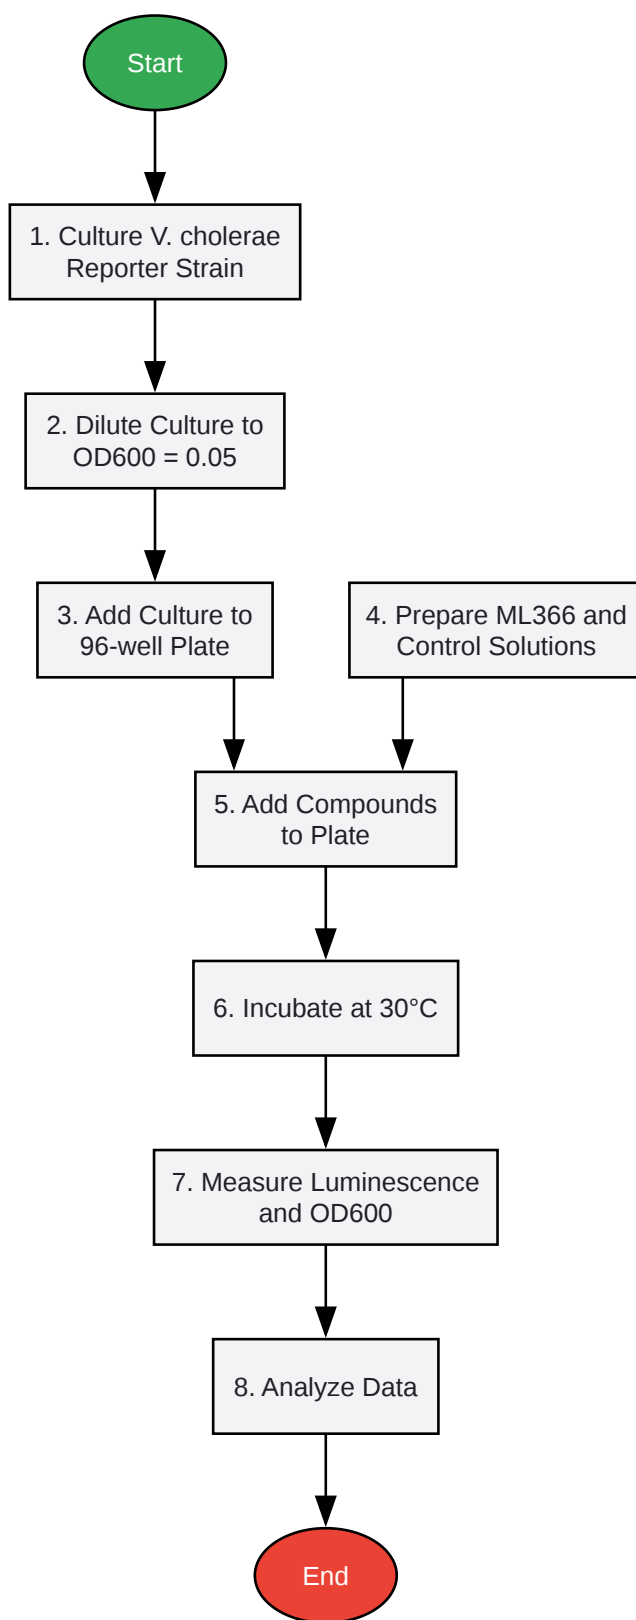 Start
1. Culture V. cholerae
Reporter Strain
2. Dilute Culture to
OD600 = 0.05
3. Add Culture to
96-well Plate
4. Prepare ML366 and
Control Solutions
5. Add Compounds
to Plate
6. Incubate at 30°C
7. Measure Luminescence
and OD600
8. Analyze Data
End